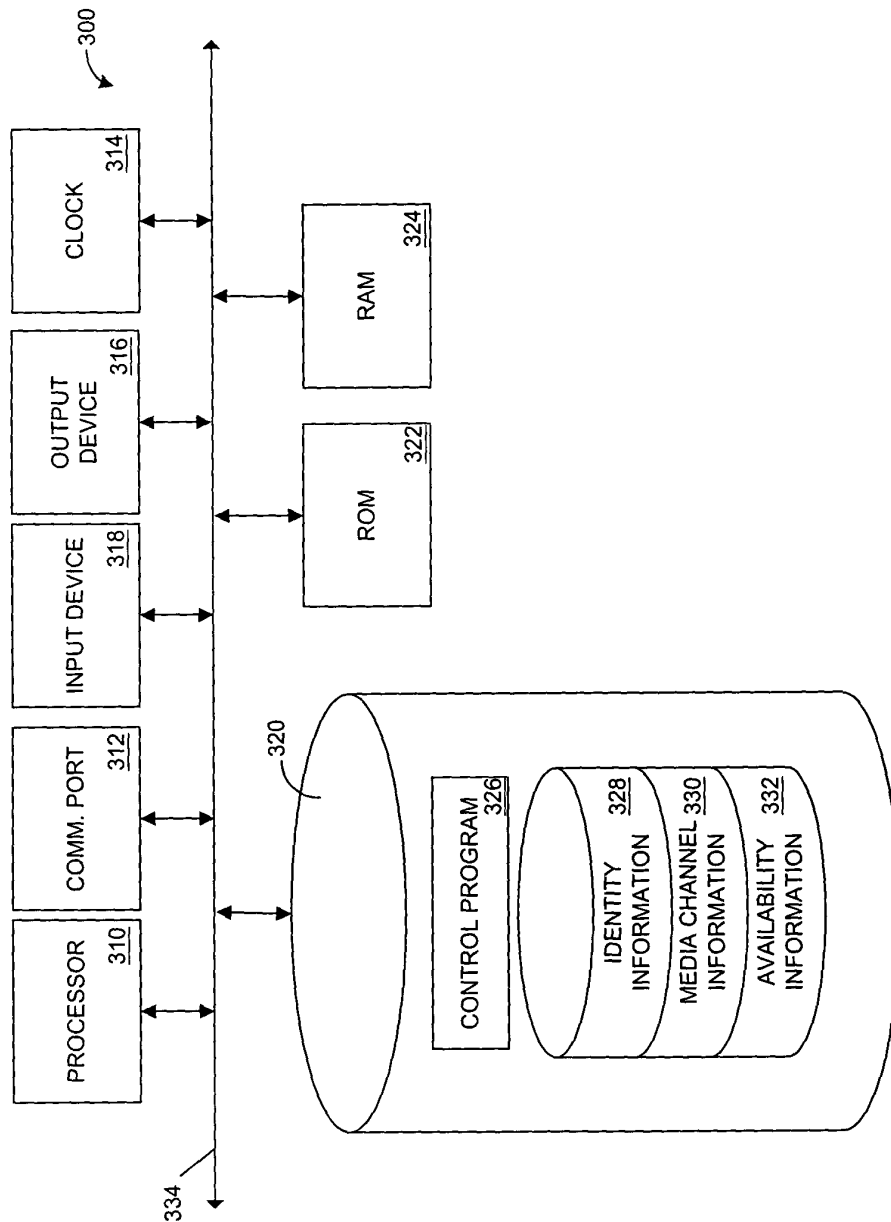 300
PROCESSOR
310
COMM. PORT
312
INPUT DEVICE
318
OUTPUT
DEVICE
316
CLOCK
314
334
320
CONTROL PROGRAM
326
IDENTITY
INFORMATION
328
MEDIA CHANNEL
INFORMATION
330
AVAILABILITY
INFORMATION
332
ROM
322
RAM
324